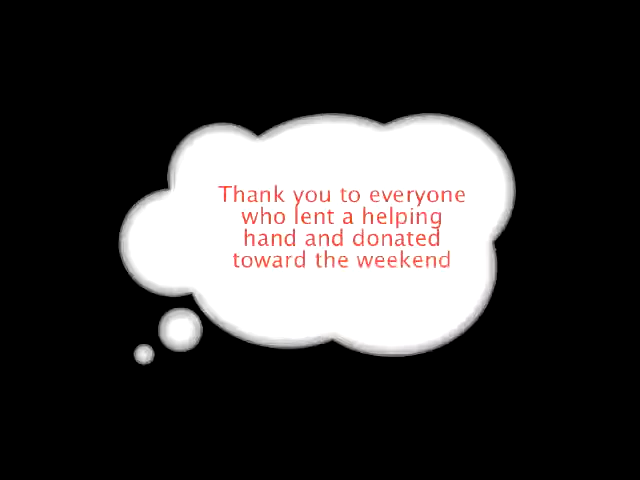 Thank you to everyone
who lent a helping
hand and donated
toward the weekend